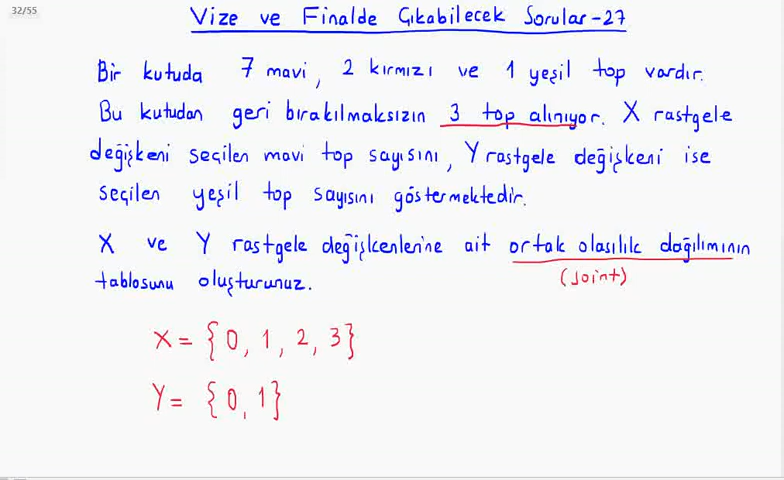 32/55
Vize ve Finalde Çıkabilecek Sorular-27
Bir kutuda 7 mavi, 2 kırmızı ve 1 yeşil top vardır.
Bu kutudan geri bırakılmaksızın 3 top alınıyor. X rastgele
değişkeni seçilen mavi top sayısını, Y rastgele değişkeni ise
seçilen yeşil top sayısını göstermektedir.
X ve Y rastgele değişkenlerine ait ortak olasılık dağılımının
(Joint)
tablosunu oluşturunuz.
X = {0, 1, 2, 3}
Y = {0, 1}